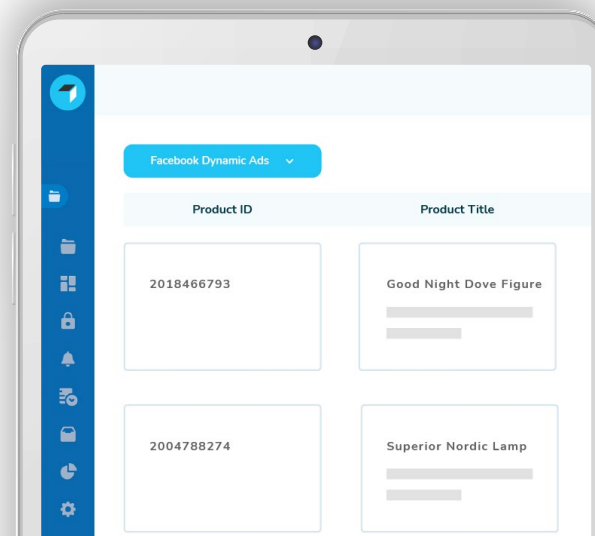 Facebook Dynamic Ads
Product ID
Product Title
2018466793
Good Night Dove Figure
2004788274
Superior Nordic Lamp